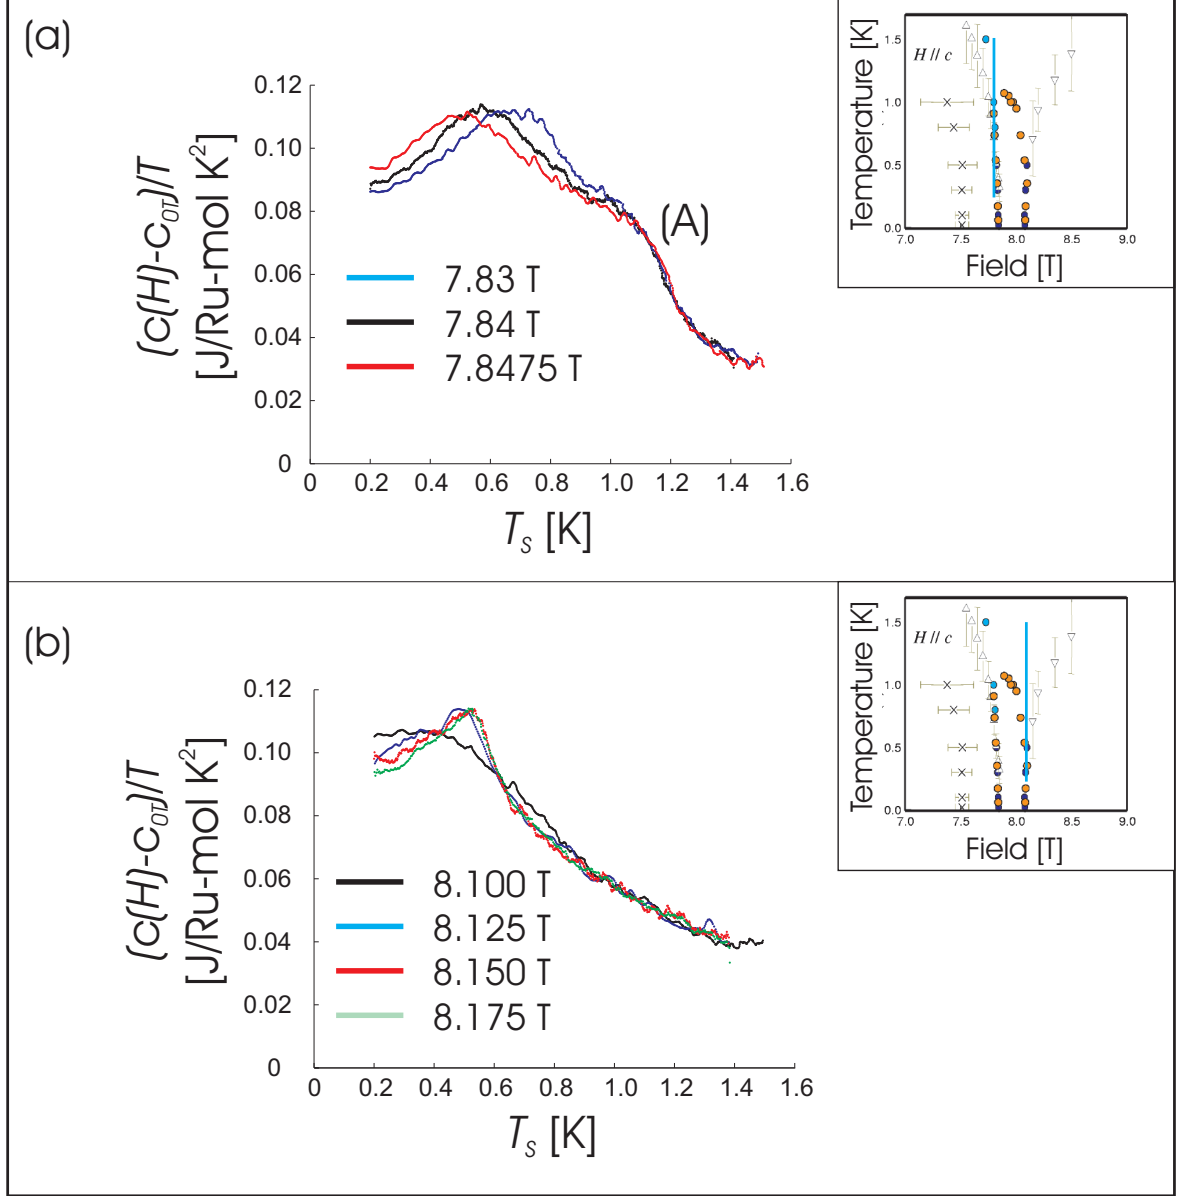 (a)
(C(H)-C0T)/T
[J/Ru-mol K2]
0.12
0.10
0.08
0.06
0.04
0.02
0
(A)
7.83 T
7.84 T
7.8475 T
0 0.2 0.4 0.6 0.8 1.0 1.2 1.4 1.6
TS [K]
Temperature [K]
H // c
1.5
1.0
0.5
0.0
7.0 7.5 8.0 8.5 9.0
Field [T]
(b)
(C(H)-C0T)/T
[J/Ru-mol K2]
0.12
0.10
0.08
0.06
0.04
0.02
0
8.100 T
8.125 T
8.150 T
8.175 T
0 0.2 0.4 0.6 0.8 1.0 1.2 1.4 1.6
TS [K]
Temperature [K]
H // c
1.5
1.0
0.5
0.0
7.0 7.5 8.0 8.5 9.0
Field [T]